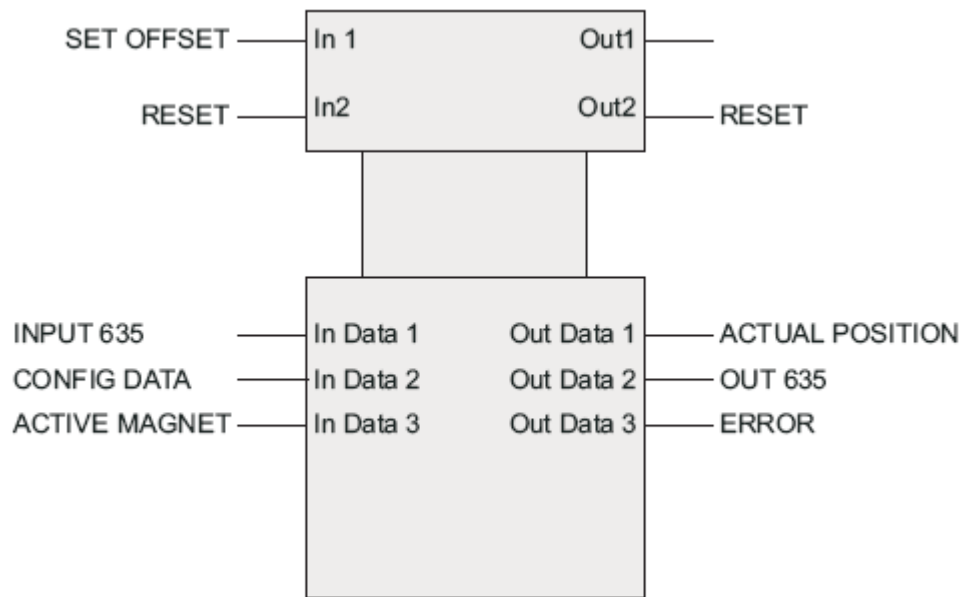 SET OFFSET In 1 Out1
RESET In2 Out2 RESET
INPUT 635 In Data 1 Out Data 1 ACTUAL POSITION
CONFIG DATA In Data 2 Out Data 2 OUT 635
ACTIVE MAGNET In Data 3 Out Data 3 ERROR